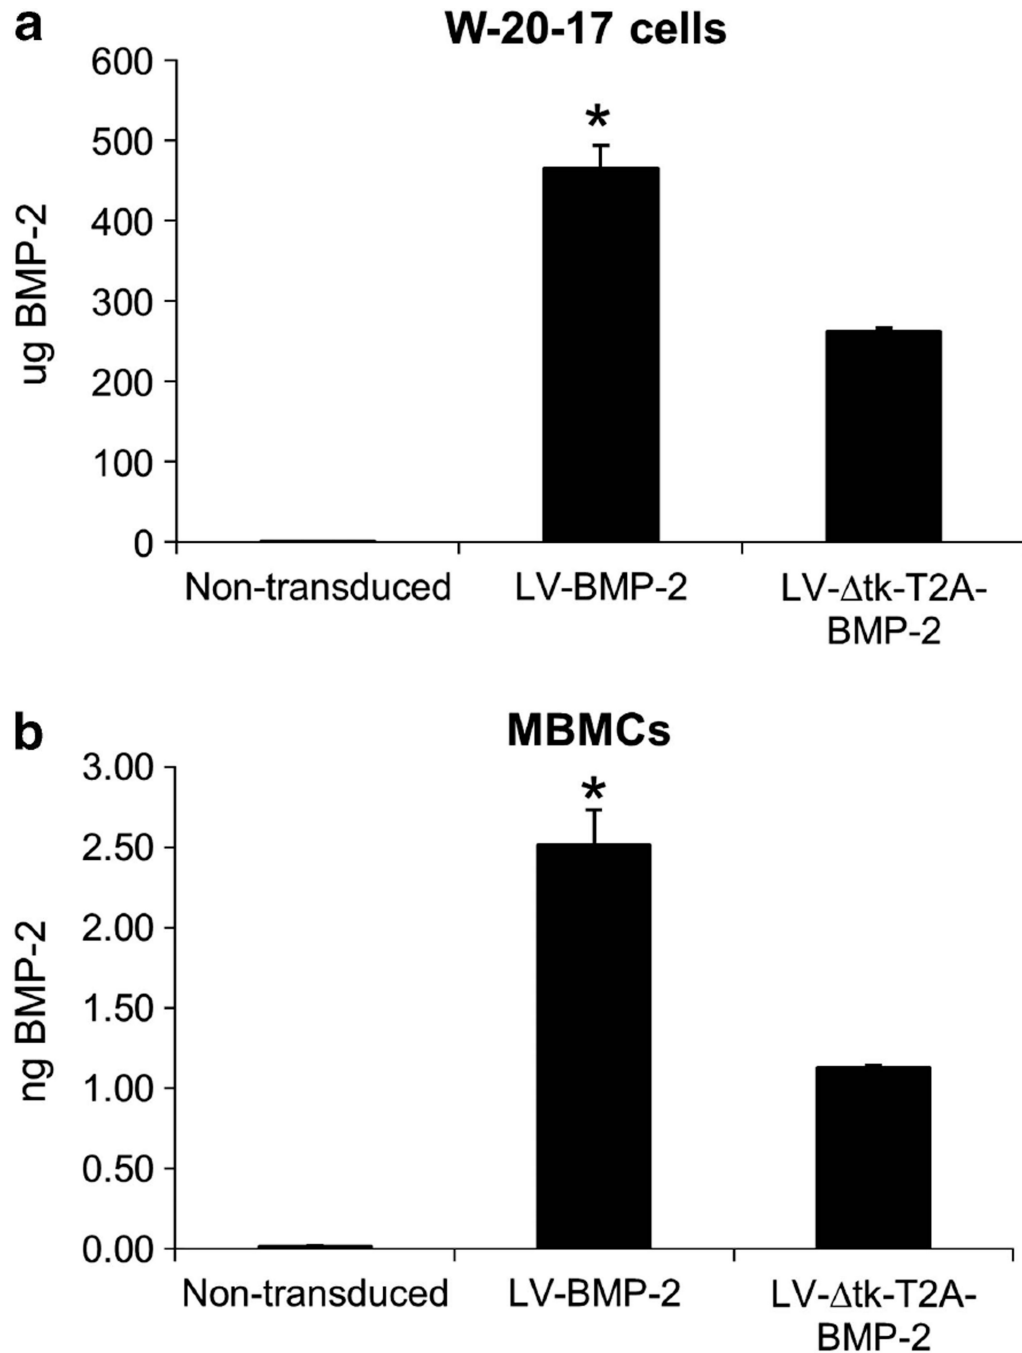 a
W-20-17 cells
600
500
400
300
200
100
0
ug BMP-2
*
Non-transduced
LV-BMP-2
LV-Δtk-T2A-
BMP-2
b
MBMCs
3.00
2.50
2.00
1.50
1.00
0.50
0.00
ng BMP-2
*
Non-transduced
LV-BMP-2
LV-Δtk-T2A-
BMP-2